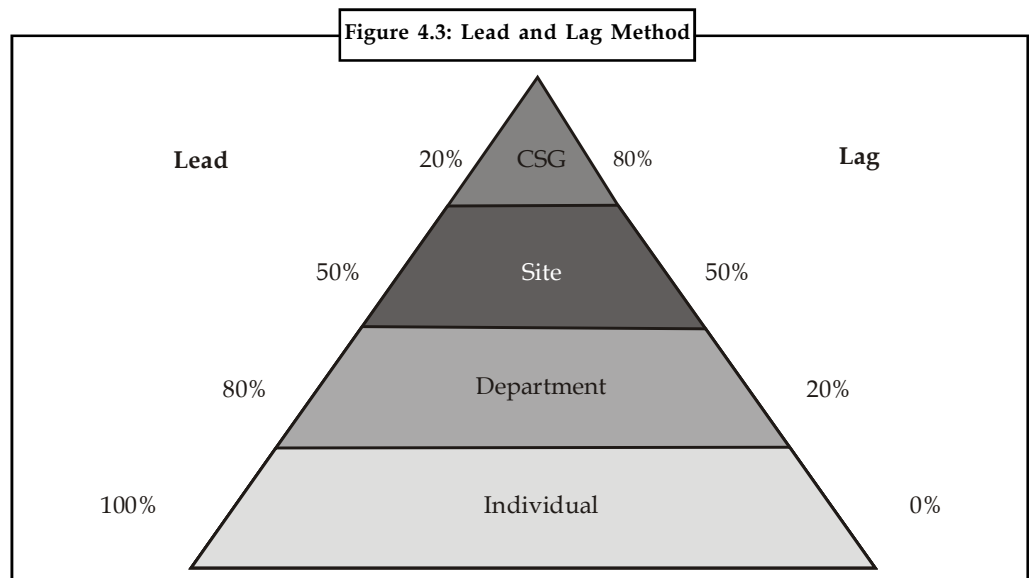 Figure 4.3: Lead and Lag Method
Lead 20% CSG 80% Lag
50% Site 50%
80% Department 20%
100% Individual 0%